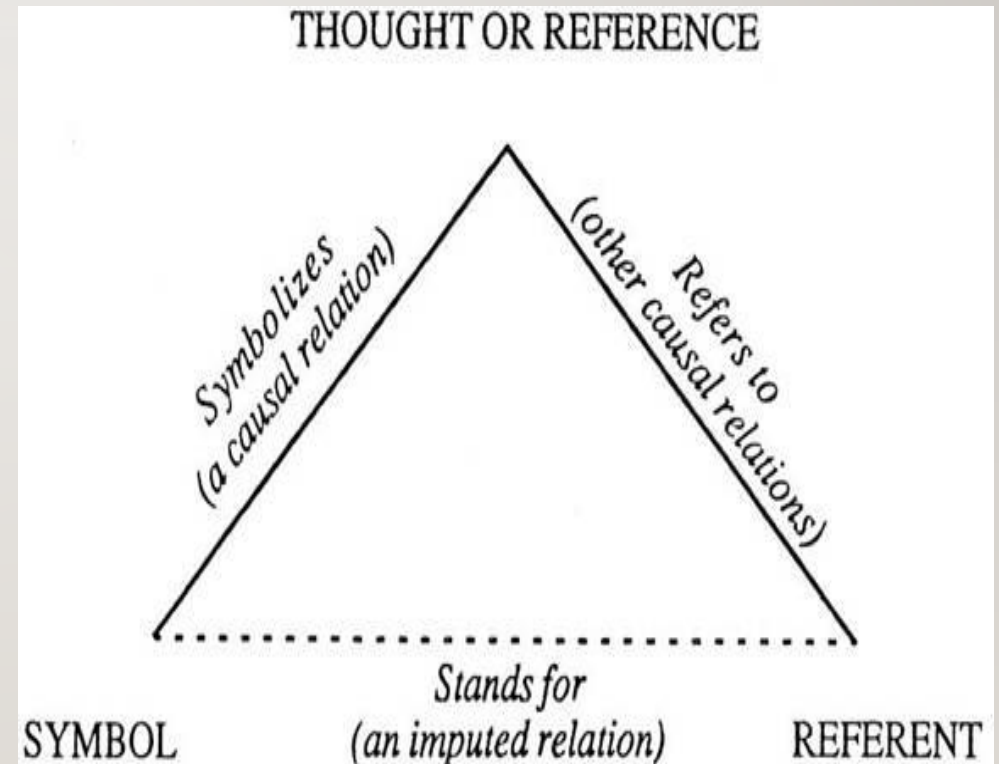 THOUGHT OR REFERENCE
Symbolizes
(a causal relation)
Refers to
(other causal relations)
Stands for
(an imputed relation)
SYMBOL
REFERENT